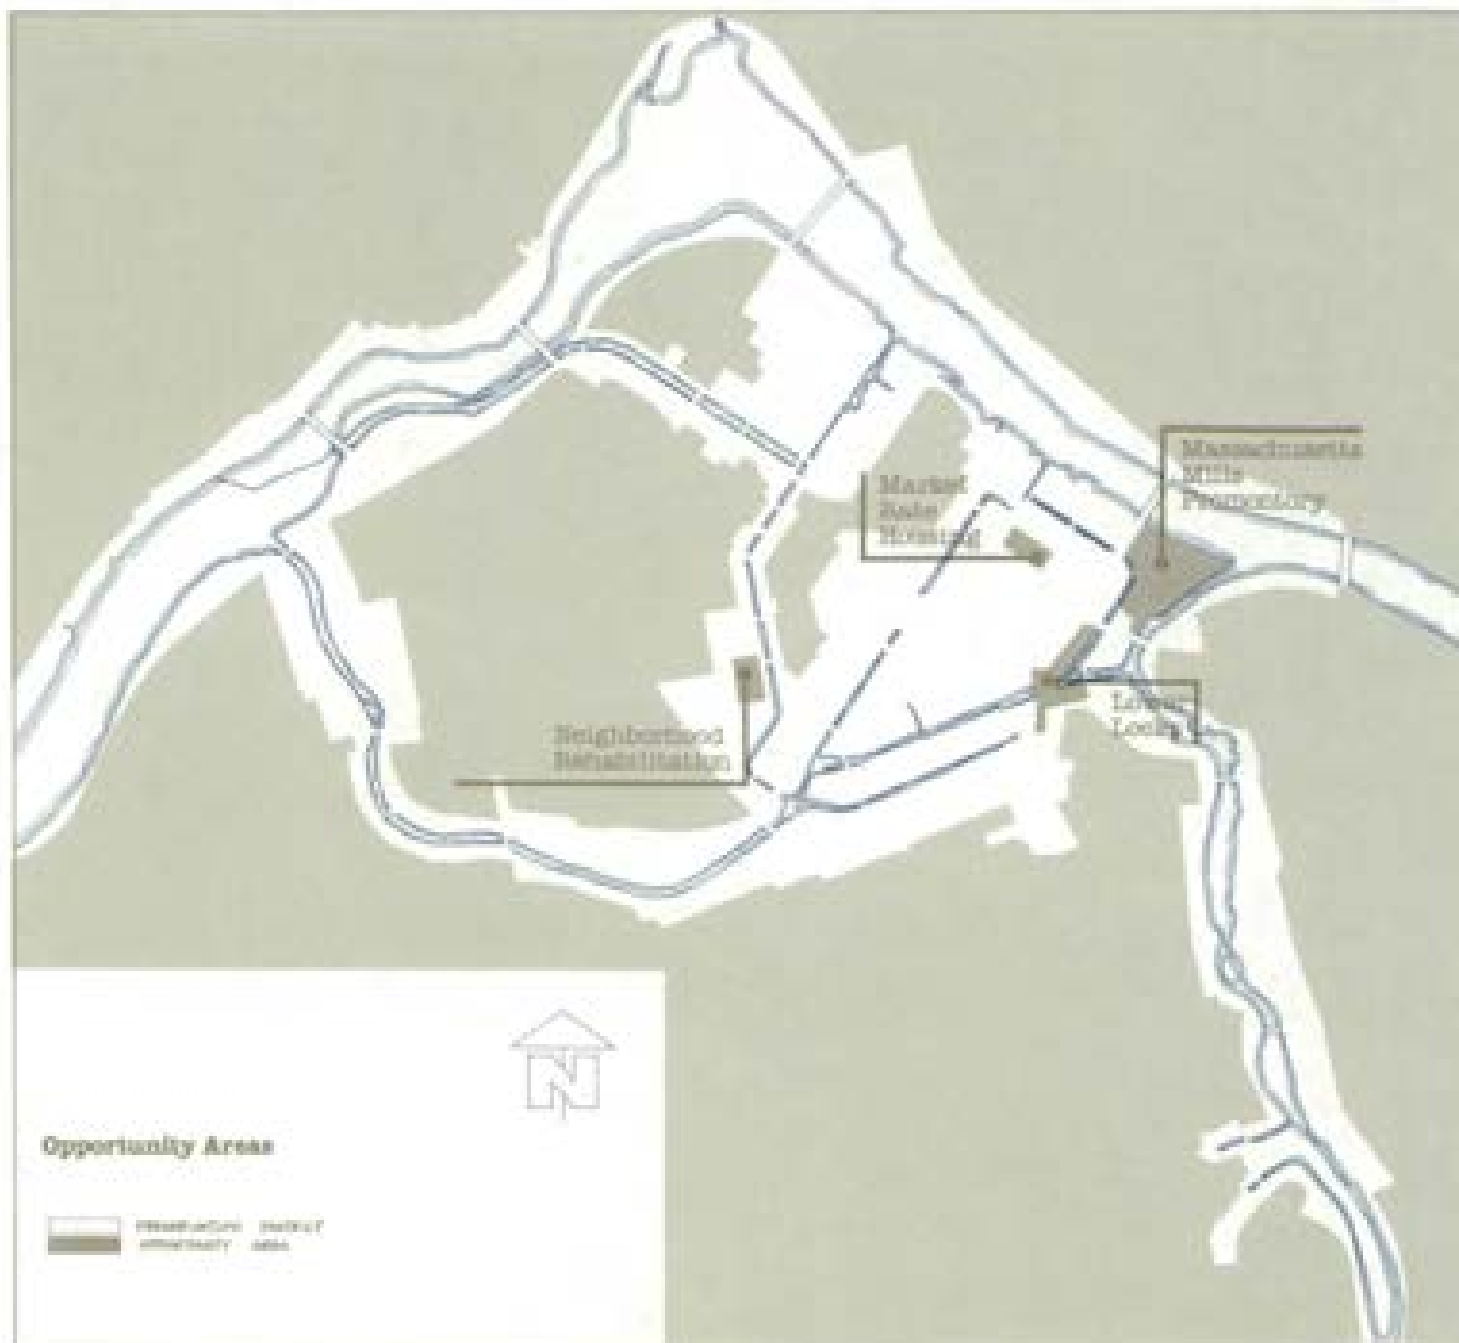 Massachusetts
Mills
Promontory
Market
Rate
Housing
Neighborhood
Rehabilitation
Lower
Locks
N
Opportunity Areas